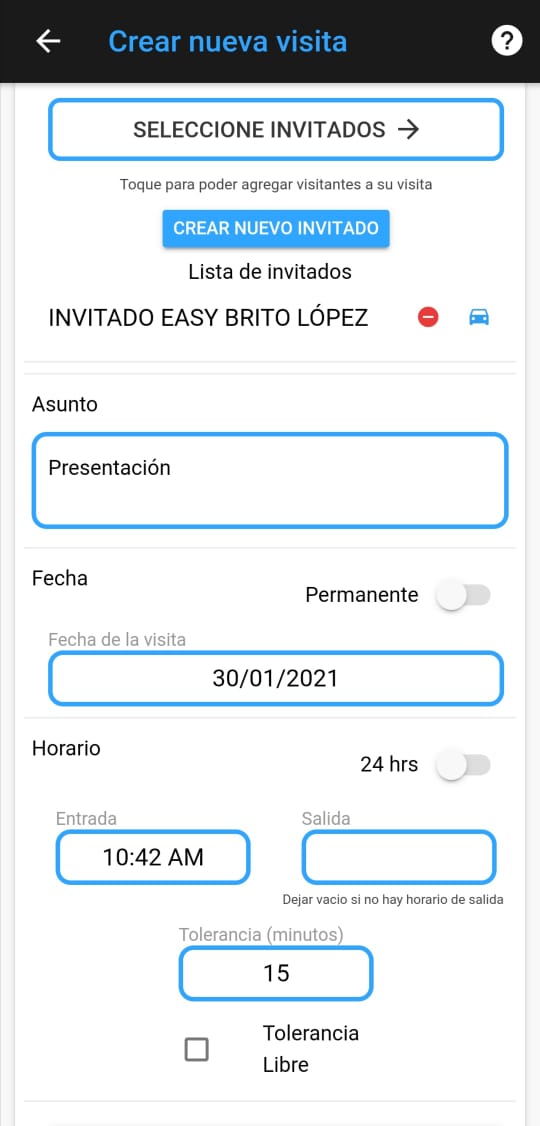 Crear nueva visita
?
SELECCIONE INVITADOS →
Toque para poder agregar visitantes a su visita
CREAR NUEVO INVITADO
Lista de invitados
INVITADO EASY BRITO LÓPEZ
Asunto
Presentación
Fecha
Permanente
Fecha de la visita
30/01/2021
Horario
24 hrs
Entrada
Salida
10:42 AM
Dejar vacio si no hay horario de salida
Tolerancia (minutos)
15
Tolerancia
Libre